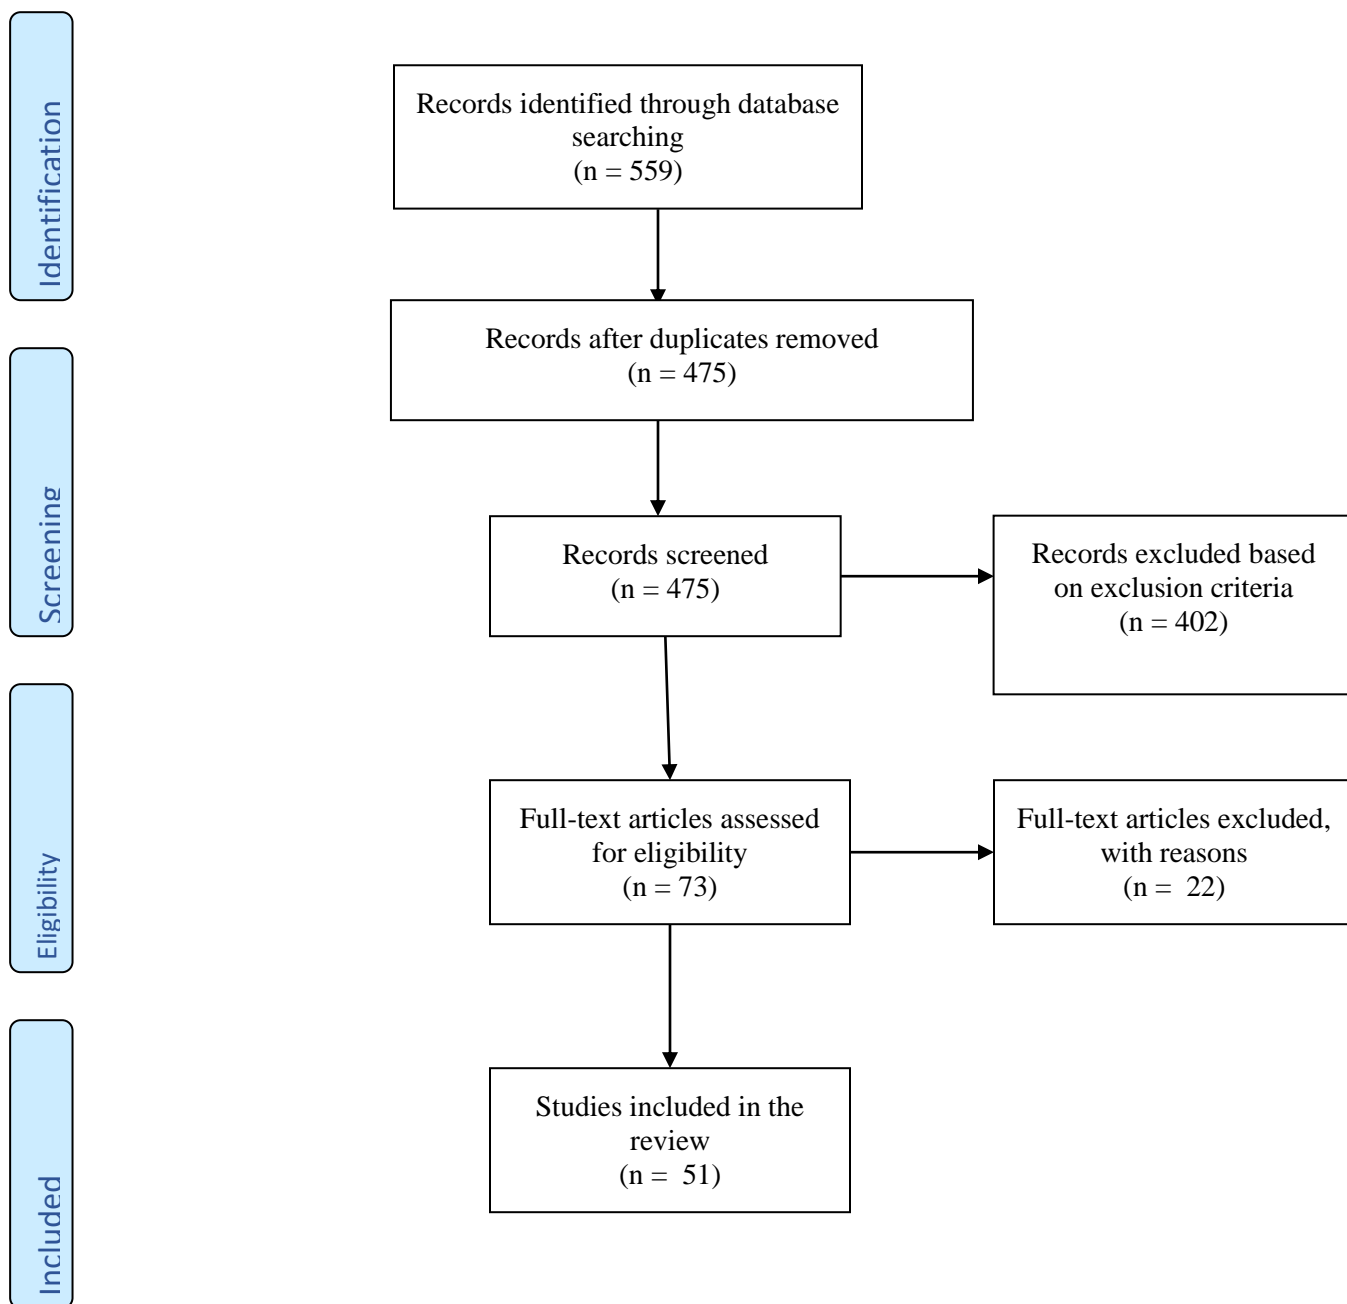 Identification
Records identified through database
searching
(n = 559)
Records after duplicates removed
(n = 475)
Screening
Records screened
(n = 475)
Records excluded based
on exclusion criteria
(n = 402)
Eligibility
Full-text articles assessed
for eligibility
(n = 73)
Full-text articles excluded,
with reasons
(n =  22)
Included
Studies included in the
review
(n =  51)